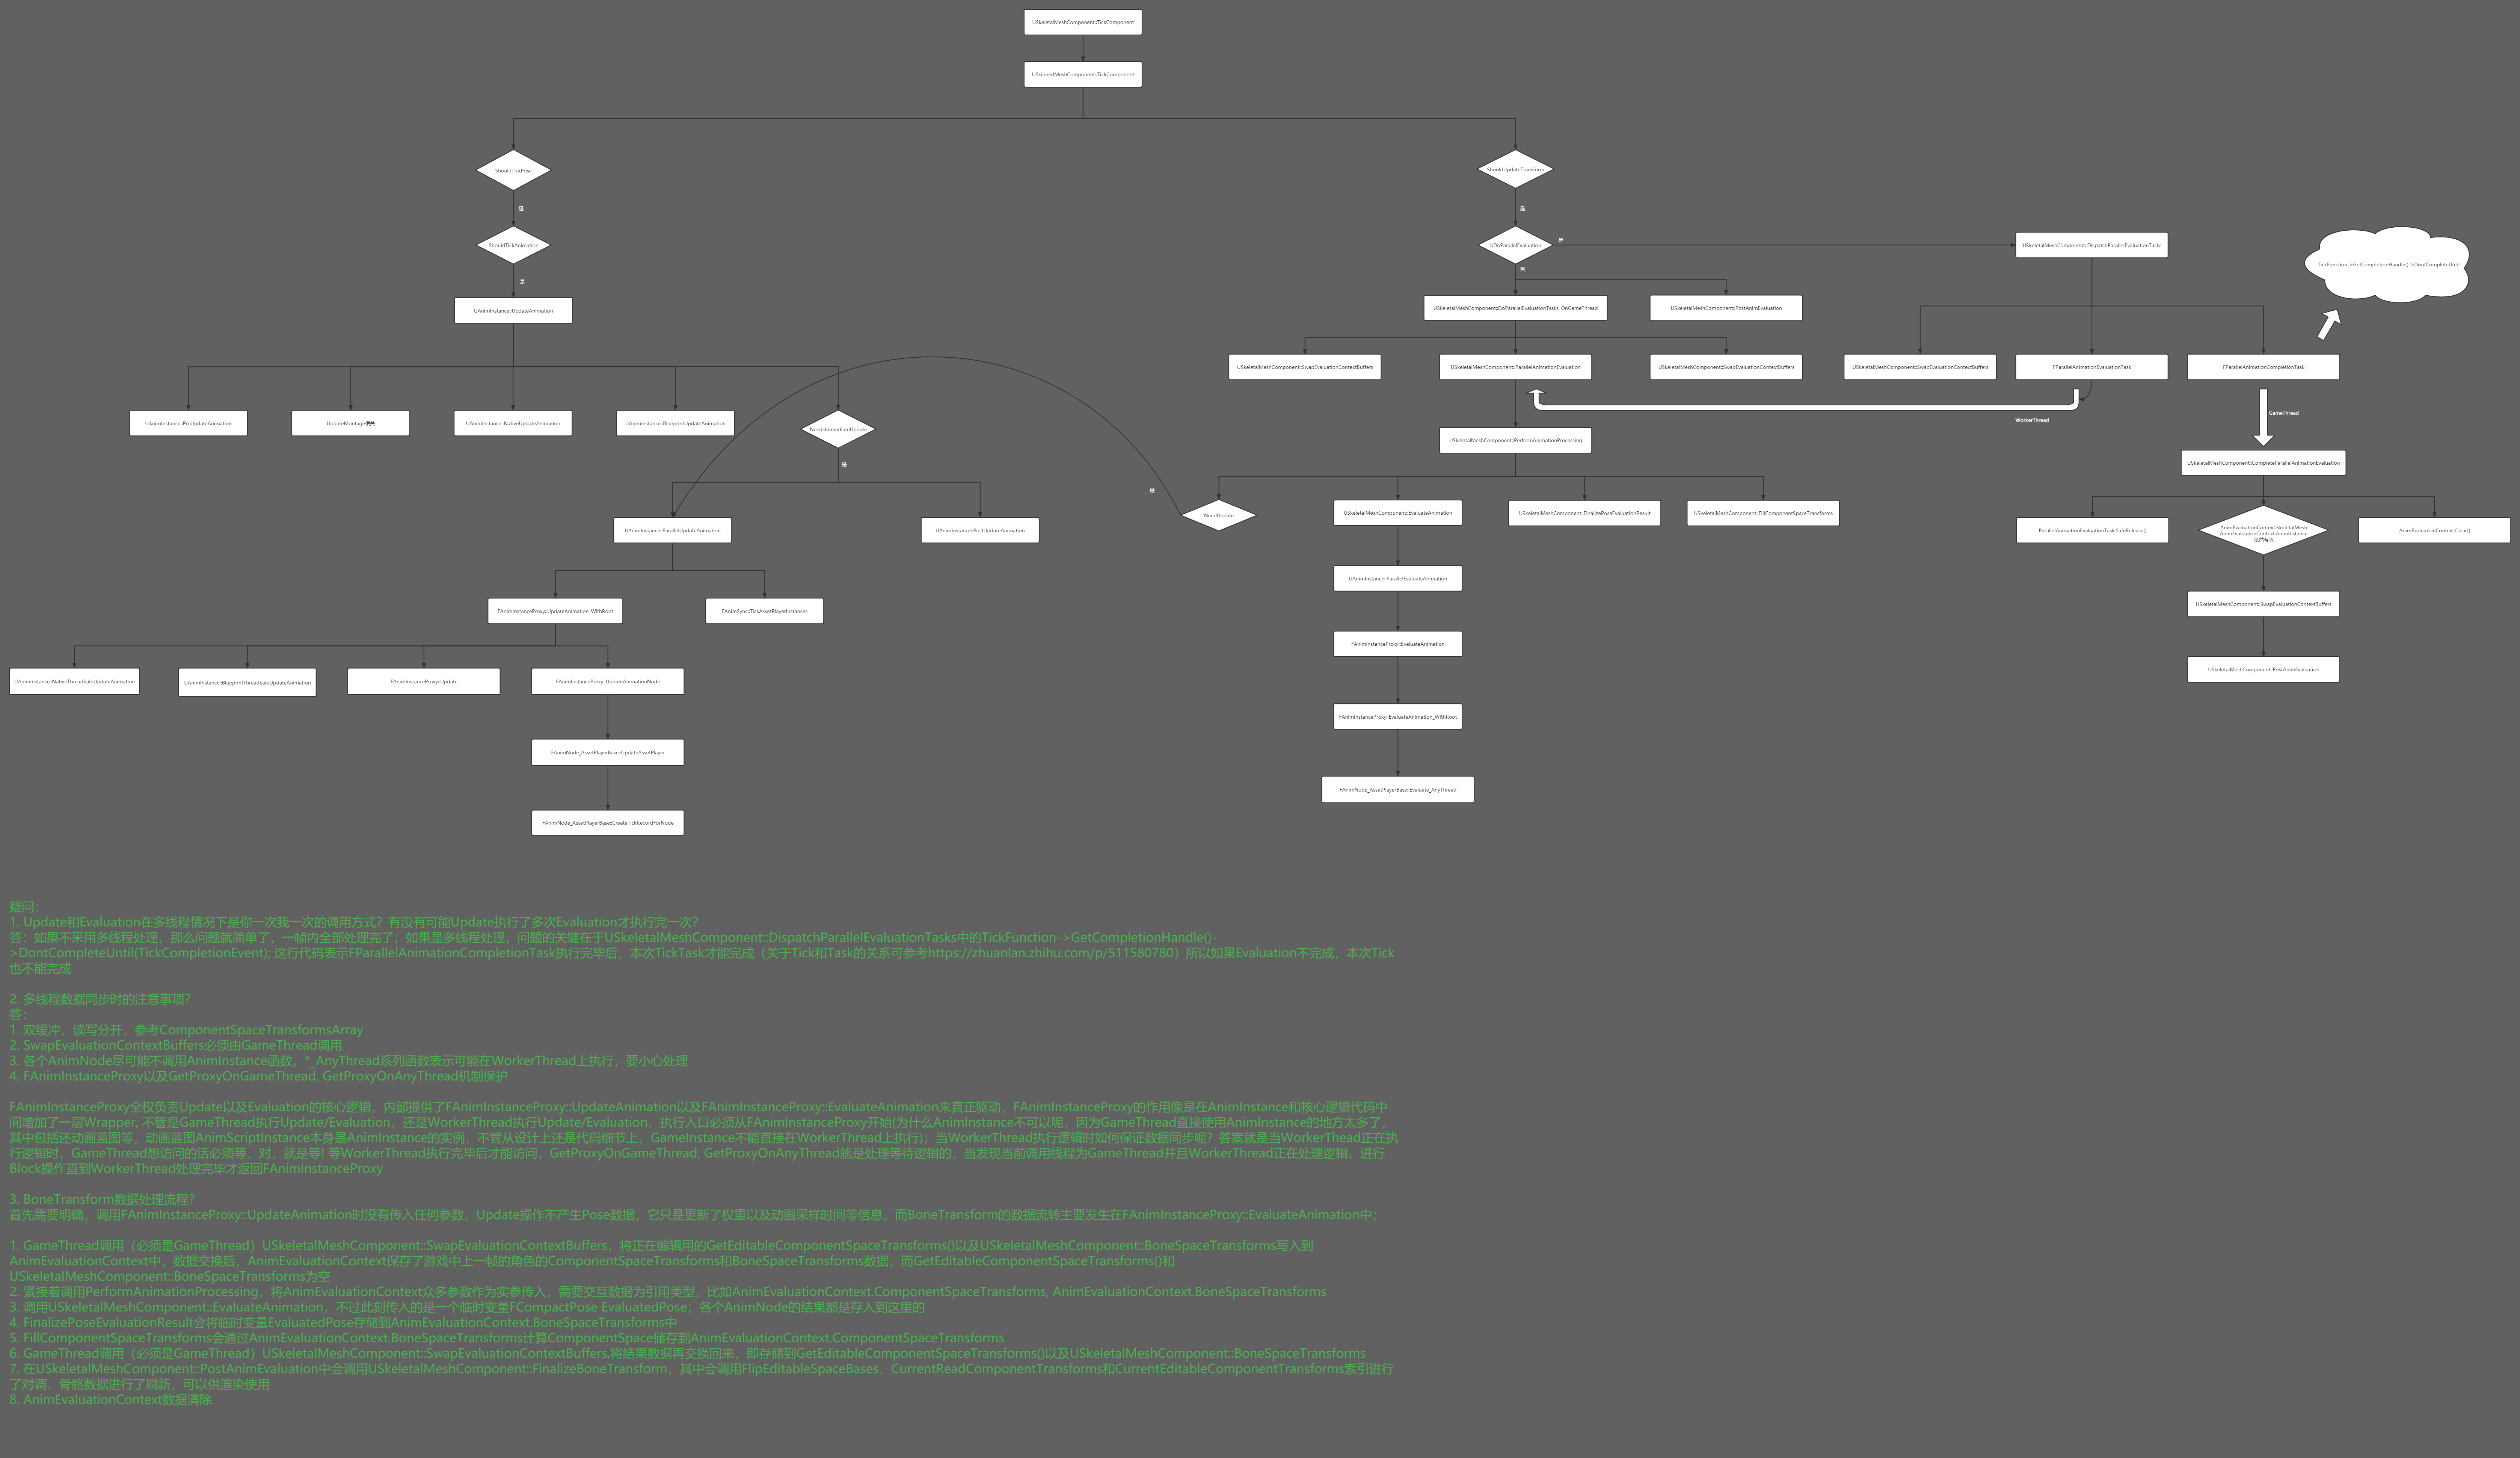 USkeletalMeshComponent::TickComponent
USkinnedMeshComponent::TickComponent
ShouldTickPose
ShouldUpdateTransform
是
是
ShouldTickAnimation
IsDoParallelEvaluation
是
USkeletalMeshComponent::DispatchParallelEvaluationTasks
TickFunction->GetCompletionHandle()->DontCompleteUntil
是
否
UAnimInstance::UpdateAnimation
USkeletalMeshComponent::DoParallelEvaluationTasks_OnGameThread
USkeletalMeshComponent::PostAnimEvaluation
USkeletalMeshComponent::SwapEvaluationContextBuffers
USkeletalMeshComponent::ParallelAnimationEvaluation
USkeletalMeshComponent::SwapEvaluationContextBuffers
USkeletalMeshComponent::SwapEvaluationContextBuffers
FParallelAnimationEvaluationTask
FParallelAnimationCompletionTask
UAnimInstance::PreUpdateAnimation
UpdateMontage相关
UAnimInstance::NativeUpdateAnimation
UAnimInstance::BlueprintUpdateAnimation
NeedsImmediateUpdate
WorkerThread
GameThread
USkeletalMeshComponent::PerformAnimationProcessing
是
USkeletalMeshComponent::CompleteParallelAnimationEvaluation
是
UAnimInstance::ParallelUpdateAnimation
UAnimInstance::PostUpdateAnimation
NeedUpdate
USkeletalMeshComponent::EvaluateAnimation
USkeletalMeshComponent::FinalizePoseEvaluationResult
USkeletalMeshComponent::FillComponentSpaceTransforms
ParallelAnimationEvaluationTask.SafeRelease()
AnimEvaluationContext.SkeletalMesh
AnimEvaluationContext.AnimInstance
依然有效
AnimEvaluationContext.Clear()
UAnimInstance::ParallelEvaluateAnimation
FAnimInstanceProxy::UpdateAnimation_WithRoot
FAnimSync::TickAssetPlayerInstances
USkeletalMeshComponent::SwapEvaluationContextBuffers
FAnimInstanceProxy::EvaluateAnimation
UAnimInstance::NativeThreadSafeUpdateAnimation
UAnimInstance::BlueprintThreadSafeUpdateAnimation
FAnimInstanceProxy::Update
FAnimInstanceProxy::UpdateAnimationNode
USkeletalMeshComponent::PostAnimEvaluation
FAnimInstanceProxy::EvaluateAnimation_WithRoot
FAnimNode_AssetPlayerBase::UpdateAssetPlayer
FAnimNode_AssetPlayerBase::Evaluate_AnyThread
FAnimNode_AssetPlayerBase::CreateTickRecordForNode
疑问：
1. Update和Evaluation在多线程情况下是你一次我一次的调用方式？有没有可能Update执行了多次Evaluation才执行完一次？
答：如果不采用多线程处理，那么问题就简单了，一帧内全部处理完了；如果是多线程处理，问题的关键在于USkeletalMeshComponent::DispatchParallelEvaluationTasks中的TickFunction->GetCompletionHandle()-
>DontCompleteUntil(TickCompletionEvent); 这行代码表示FParallelAnimationCompletionTask执行完毕后，本次TickTask才能完成（关于Tick和Task的关系可参考https://zhuanlan.zhihu.com/p/511580780）所以如果Evaluation不完成，本次Tick
也不能完成
2. 多线程数据同步时的注意事项？
答：
1. 双缓冲，读写分开，参考ComponentSpaceTransformsArray
2. SwapEvaluationContextBuffers必须由GameThread调用
3. 各个AnimNode尽可能不调用AnimInstance函数，*_AnyThread系列函数表示可能在WorkerThread上执行，要小心处理
4. FAnimInstanceProxy以及GetProxyOnGameThread, GetProxyOnAnyThread机制保护
FAnimInstanceProxy全权负责Update以及Evaluation的核心逻辑，内部提供了FAnimInstanceProxy::UpdateAnimation以及FAnimInstanceProxy::EvaluateAnimation来真正驱动，FAnimInstanceProxy的作用像是在AnimInstance和核心逻辑代码中
间增加了一层Wrapper, 不管是GameThread执行Update/Evaluation，还是WorkerThread执行Update/Evaluation，执行入口必须从FAnimInstanceProxy开始(为什么AnimInstance不可以呢，因为GameThread直接使用AnimInstance的地方太多了，
其中包括还动画蓝图等，动画蓝图AnimScriptInstance本身是AnimInstance的实例，不管从设计上还是代码细节上，GameInstance不能直接在WorkerThread上执行)；当WorkerThread执行逻辑时如何保证数据同步呢？答案就是当WorkerThead正在执
行逻辑时，GameThread想访问的话必须等，对，就是等! 等WorkerThread执行完毕后才能访问，GetProxyOnGameThread, GetProxyOnAnyThread就是处理等待逻辑的，当发现当前调用线程为GameThread并且WorkerThread正在处理逻辑，进行
Block操作直到WorkerThread处理完毕才返回FAnimInstanceProxy
3. BoneTransform数据处理流程？
首先需要明确，调用FAnimInstanceProxy::UpdateAnimation时没有传入任何参数，Update操作不产生Pose数据，它只是更新了权重以及动画采样时间等信息，而BoneTransform的数据流转主要发生在FAnimInstanceProxy::EvaluateAnimation中；
1. GameThread调用（必须是GameThread）USkeletalMeshComponent::SwapEvaluationContextBuffers，将正在编辑用的GetEditableComponentSpaceTransforms()以及USkeletalMeshComponent::BoneSpaceTransforms写入到
AnimEvaluationContext中，数据交换后，AnimEvaluationContext保存了游戏中上一帧的角色的ComponentSpaceTransforms和BoneSpaceTransforms数据，而GetEditableComponentSpaceTransforms()和
USkeletalMeshComponent::BoneSpaceTransforms为空
2. 紧接着调用PerformAnimationProcessing，将AnimEvaluationContext众多参数作为实参传入，需要交互数据为引用类型，比如AnimEvaluationContext.ComponentSpaceTransforms, AnimEvaluationContext.BoneSpaceTransforms
3. 调用USkeletalMeshComponent::EvaluateAnimation，不过此刻传入的是一个临时变量FCompactPose EvaluatedPose；各个AnimNode的结果都是存入到这里的
4. FinalizePoseEvaluationResult会将临时变量EvaluatedPose存储到AnimEvaluationContext.BoneSpaceTransforms中
5. FillComponentSpaceTransforms会通过AnimEvaluationContext.BoneSpaceTransforms计算ComponentSpace储存到AnimEvaluationContext.ComponentSpaceTransforms
6. GameThread调用（必须是GameThread）USkeletalMeshComponent::SwapEvaluationContextBuffers,将结果数据再交换回来，即存储到GetEditableComponentSpaceTransforms()以及USkeletalMeshComponent::BoneSpaceTransforms
7. 在USkeletalMeshComponent::PostAnimEvaluation中会调用USkeletalMeshComponent::FinalizeBoneTransform，其中会调用FlipEditableSpaceBases，CurrentReadComponentTransforms和CurrentEditableComponentTransforms索引进行
了对调，骨骼数据进行了刷新，可以供渲染使用
8. AnimEvaluationContext数据清除